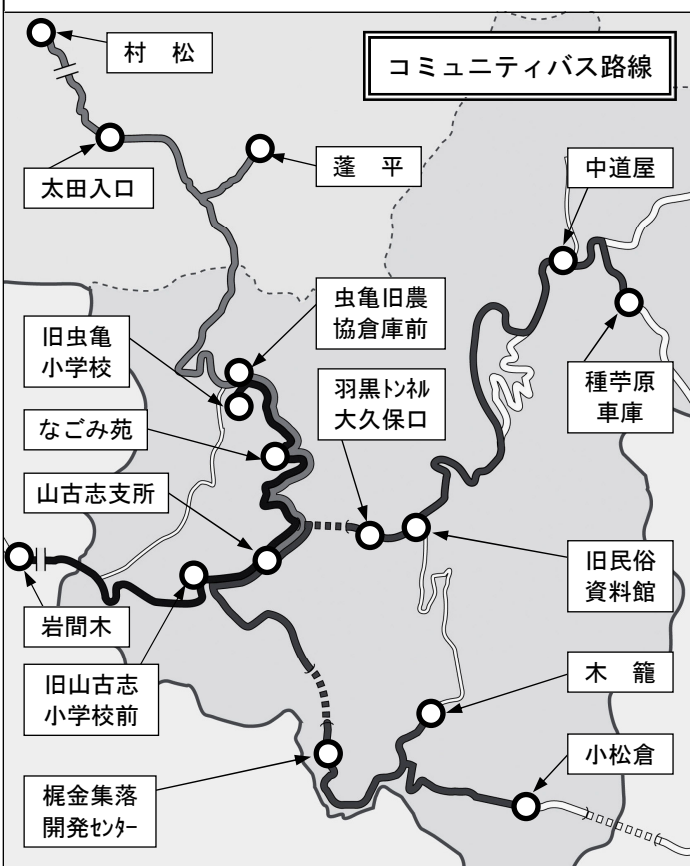 コミュニティバス路線
村 松
太田入口
蓬 平
中道屋
虫亀旧農
協倉庫前
旧虫亀
小学校
羽黒トンネル
大久保口
種苧原
車庫
なごみ苑
山古志支所
旧民俗
資料館
岩間木
旧山古志
小学校前
木 籠
小松倉
梶金集落
開発センター